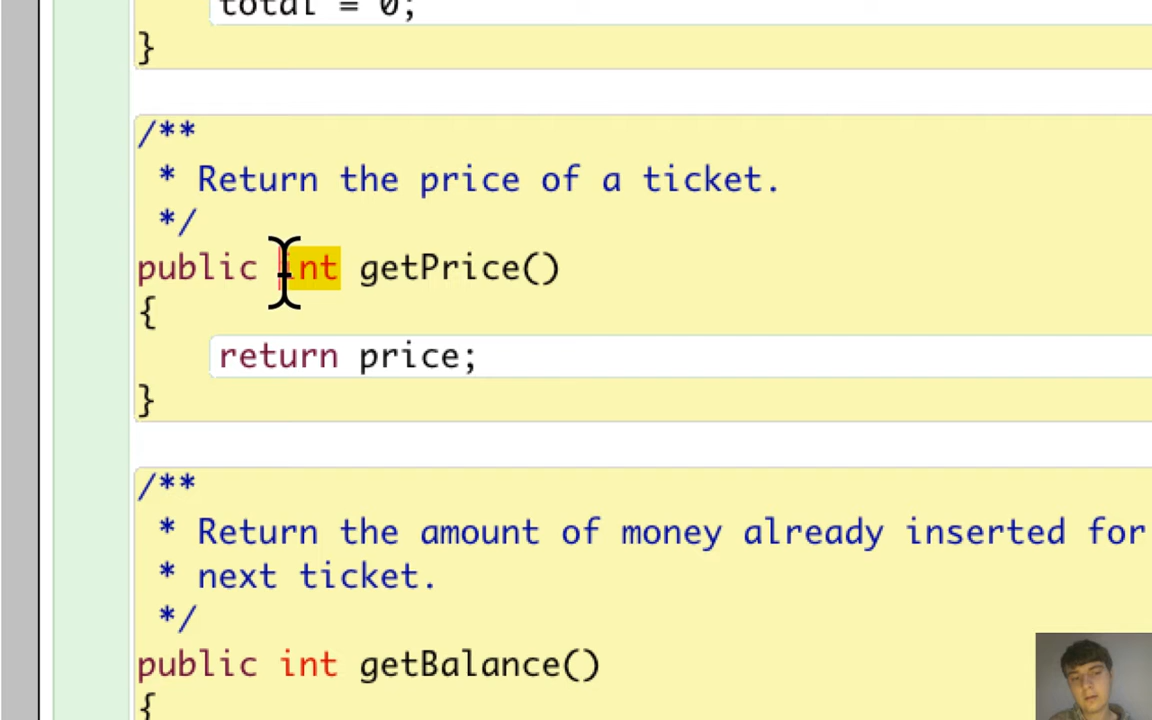 total = 0;
}
/**
* Return the price of a ticket.
*/
public int getPrice()
{
return price;
}
/**
* Return the amount of money already inserted for
* next ticket.
*/
public int getBalance()
{